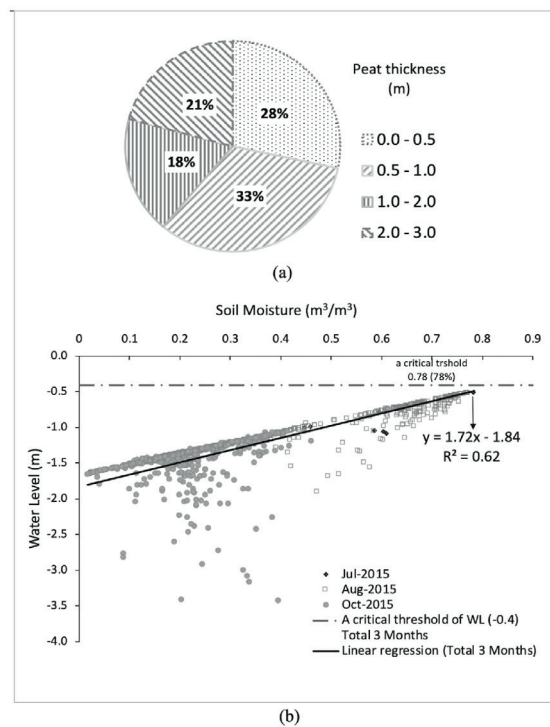 Peat thickness
(m)
28%
21%
18%
33%
0.0 - 0.5
0.5 - 1.0
1.0 - 2.0
2.0 - 3.0
(a)
Soil Moisture (m³/m³)
0 0.1 0.2 0.3 0.4 0.5 0.6 0.7 0.8 0.9
0.0
-0.5
-1.0
-1.5
-2.0
-2.5
-3.0
-3.5
-4.0
Water Level (m)
a critical trshold
0.78 (78%)
y = 1.72x - 1.84
R² = 0.62
Jul-2015
Aug-2015
Oct-2015
A critical threshold of WL (-0.4)
Total 3 Months
Linear regression (Total 3 Months)
(b)